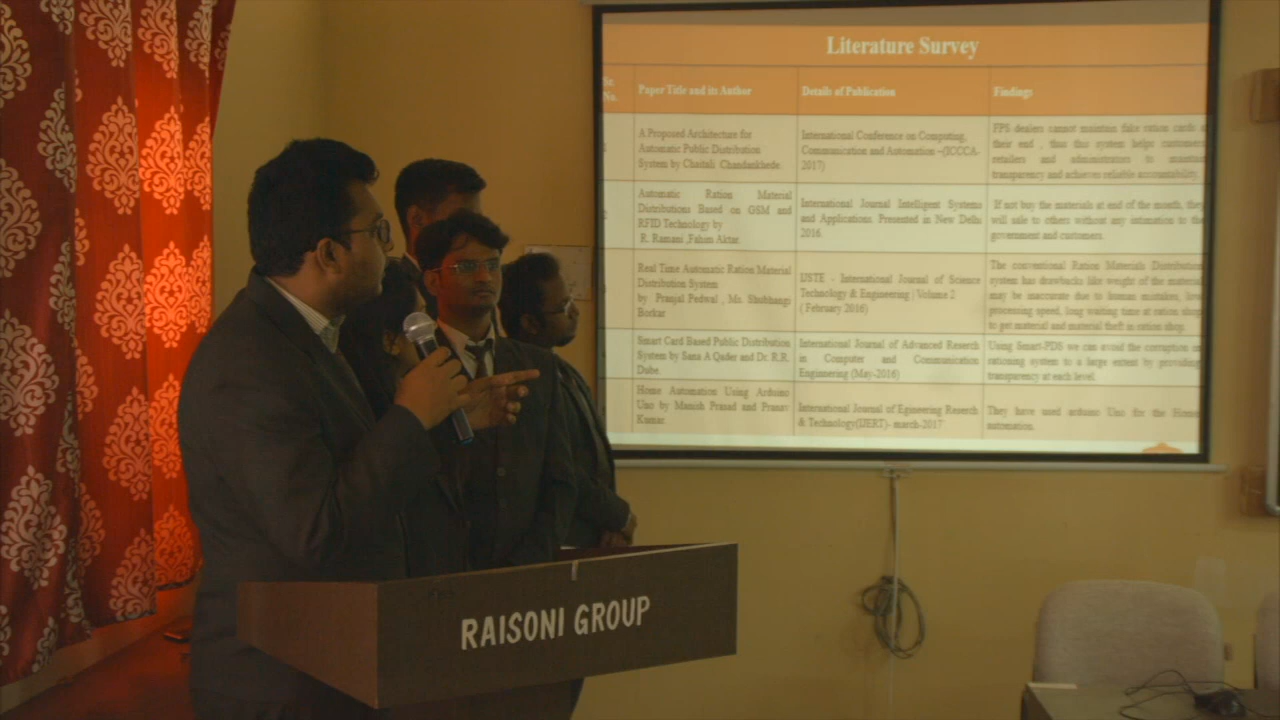 Literature Survey
Sr. No.
Paper Title and its Author
Details of Publication
Findings
1
A Proposed Architecture for
Automatic Public Distribution
System by Chaitali Chandankhede.
International Conference on Computing,
Communication and Automation –(ICCCA-
2017)
FPS dealers cannot maintain fake ration cards at
their end , thus this system helps customers
retailers and administrators to maintain
transparency and achieves reliable accountability.
2
Automatic Ration Material
Distributions Based on GSM and
RFID Technology by
R. Ramani ,Fahan Aktar.
International Journal Intelligent Systems
and Applications. Presented in New Delhi
2016.
If not buy the materials at end of the month, they
will sale to others without any intimation to the
government and customers.
Real Time Automatic Ration Material
Distribution System
by Pranjal Pedwal , Ms. Shubhangi
Borkar
IJSTE - International Journal of Science
Technology & Engineering | Volume 2
( February 2016)
The conventional Ration Materials Distribution
system has drawbacks like weight of the material
may be inaccurate due to human mistakes, low
processing speed, long waiting time at ration shop
to get material and material theft in ration shop.
Smart Card Based Public Distribution
System by Sana A Qader and Dr. R.R.
Dube.
International Journal of Advanced Reserch
in Computer and Communication
Enginnering (May-2016)
Using Smart-PDS we can avoid the corruption in
rationing system to a large extent by providing
transparency at each level.
Home Automation Using Arduino
Uno by Manish Prasad and Pranav
Kumar.
International Journal of Egineering Reserch
& Technology(IJERT)- march-2017
They have used arduino Uno for the Home
automation.
RAISONI GROUP